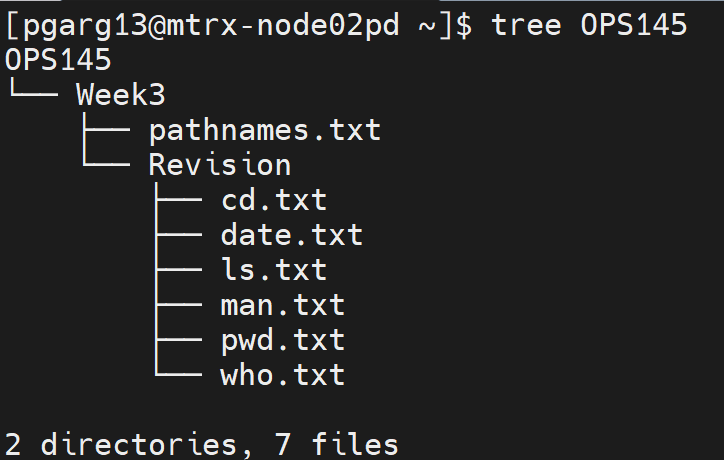 [pgarg13@mtrx-node02pd ~]$ tree OPS145
OPS145
└── Week3
    ├── pathnames.txt
    └── Revision
        ├── cd.txt
        ├── date.txt
        ├── ls.txt
        ├── man.txt
        ├── pwd.txt
        └── who.txt

2 directories, 7 files